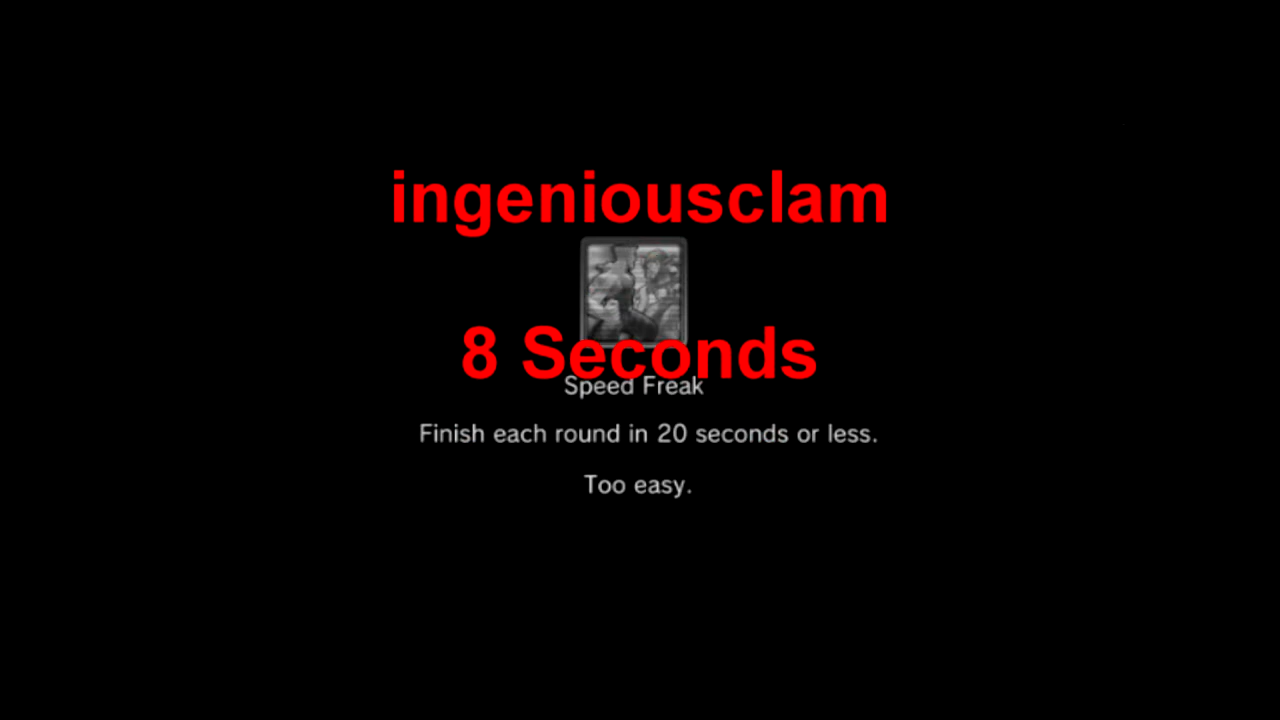 ingeniousclam
8 Seconds
Speed Freak
Finish each round in 20 seconds or less.
Too easy.